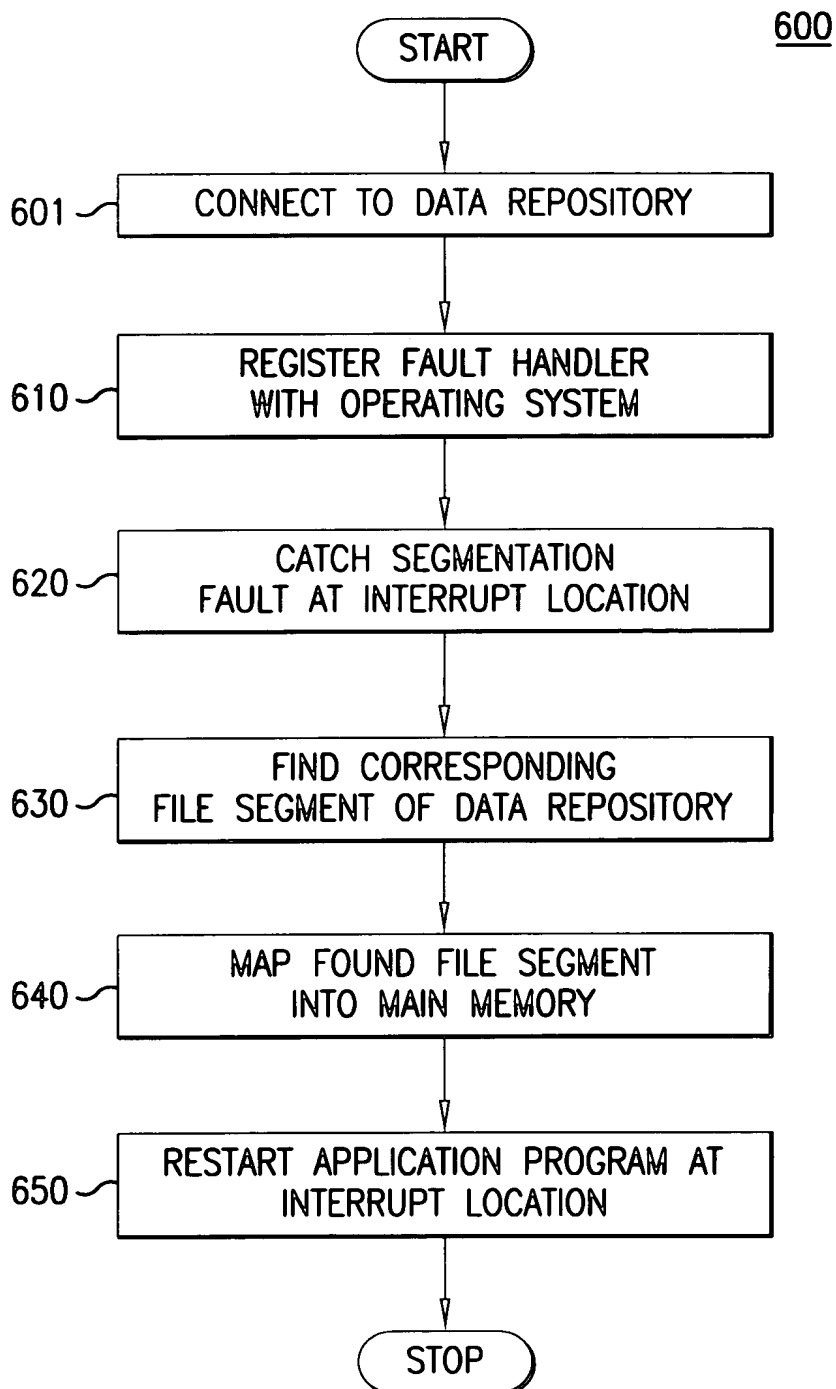 600
START
601
CONNECT TO DATA REPOSITORY
610
REGISTER FAULT HANDLER
WITH OPERATING SYSTEM
620
CATCH SEGMENTATION
FAULT AT INTERRUPT LOCATION
630
FIND CORRESPONDING
FILE SEGMENT OF DATA REPOSITORY
640
MAP FOUND FILE SEGMENT
INTO MAIN MEMORY
650
RESTART APPLICATION PROGRAM AT
INTERRUPT LOCATION
STOP